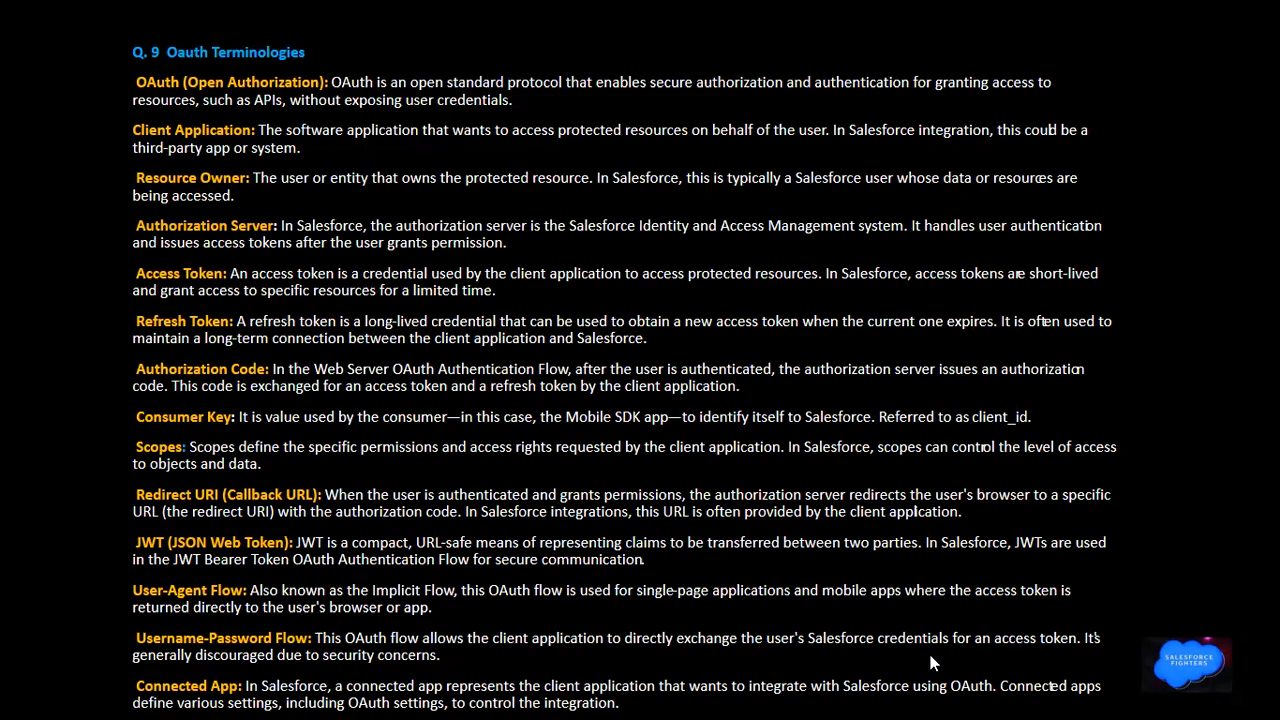 Q. 9 Oauth Terminologies
OAuth (Open Authorization): OAuth is an open standard protocol that enables secure authorization and authentication for granting access to
resources, such as APIs, without exposing user credentials.
Client Application: The software application that wants to access protected resources on behalf of the user. In Salesforce integration, this could be a
third-party app or system.
Resource Owner: The user or entity that owns the protected resource. In Salesforce, this is typically a Salesforce user whose data or resources are
being accessed.
Authorization Server: In Salesforce, the authorization server is the Salesforce Identity and Access Management system. It handles user authentication
and issues access tokens after the user grants permission.
Access Token: An access token is a credential used by the client application to access protected resources. In Salesforce, access tokens are short-lived
and grant access to specific resources for a limited time.
Refresh Token: A refresh token is a long-lived credential that can be used to obtain a new access token when the current one expires. It is often used to
maintain a long-term connection between the client application and Salesforce.
Authorization Code: In the Web Server OAuth Authentication Flow, after the user is authenticated, the authorization server issues an authorization
code. This code is exchanged for an access token and a refresh token by the client application.
Consumer Key: It is value used by the consumer—in this case, the Mobile SDK app—to identify itself to Salesforce. Referred to as client_id.
Scopes: Scopes define the specific permissions and access rights requested by the client application. In Salesforce, scopes can control the level of access
to objects and data.
Redirect URI (Callback URL): When the user is authenticated and grants permissions, the authorization server redirects the user's browser to a specific
URL (the redirect URI) with the authorization code. In Salesforce integrations, this URL is often provided by the client application.
JWT (JSON Web Token): JWT is a compact, URL-safe means of representing claims to be transferred between two parties. In Salesforce, JWTs are used
in the JWT Bearer Token OAuth Authentication Flow for secure communication.
User-Agent Flow: Also known as the Implicit Flow, this OAuth flow is used for single-page applications and mobile apps where the access token is
returned directly to the user's browser or app.
Username-Password Flow: This OAuth flow allows the client application to directly exchange the user's Salesforce credentials for an access token. It's
generally discouraged due to security concerns.
Connected App: In Salesforce, a connected app represents the client application that wants to integrate with Salesforce using OAuth. Connected apps
define various settings, including OAuth settings, to control the integration.
SALESFORCE
FIGHTERS